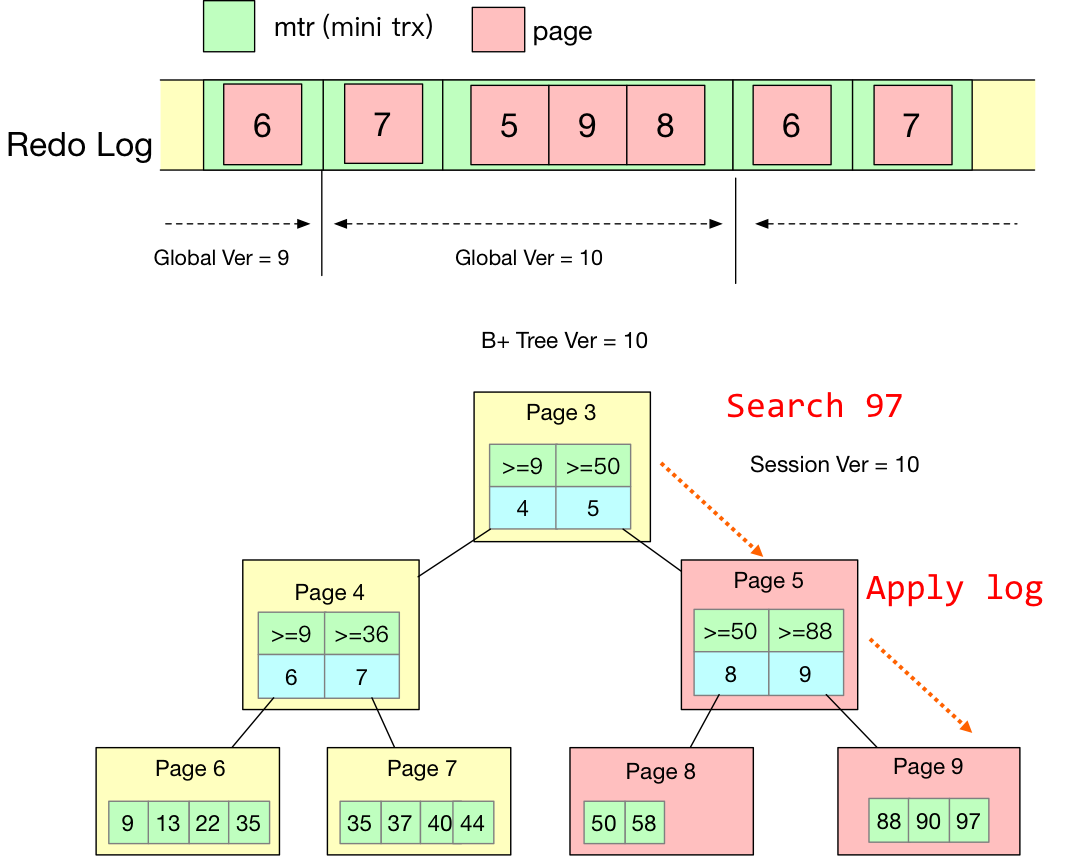 mtr (mini trx) page
Redo Log 6 7 5 9 8 6 7
Global Ver = 9 Global Ver = 10
B+ Tree Ver = 10
Search 97
Session Ver = 10
Page 3
>=9 >=50
4 5
Apply log
Page 4
>=9 >=36
6 7
Page 5
>=50 >=88
8 9
Page 6
9 13 22 35
Page 7
35 37 40 44
Page 8
50 58
Page 9
88 90 97